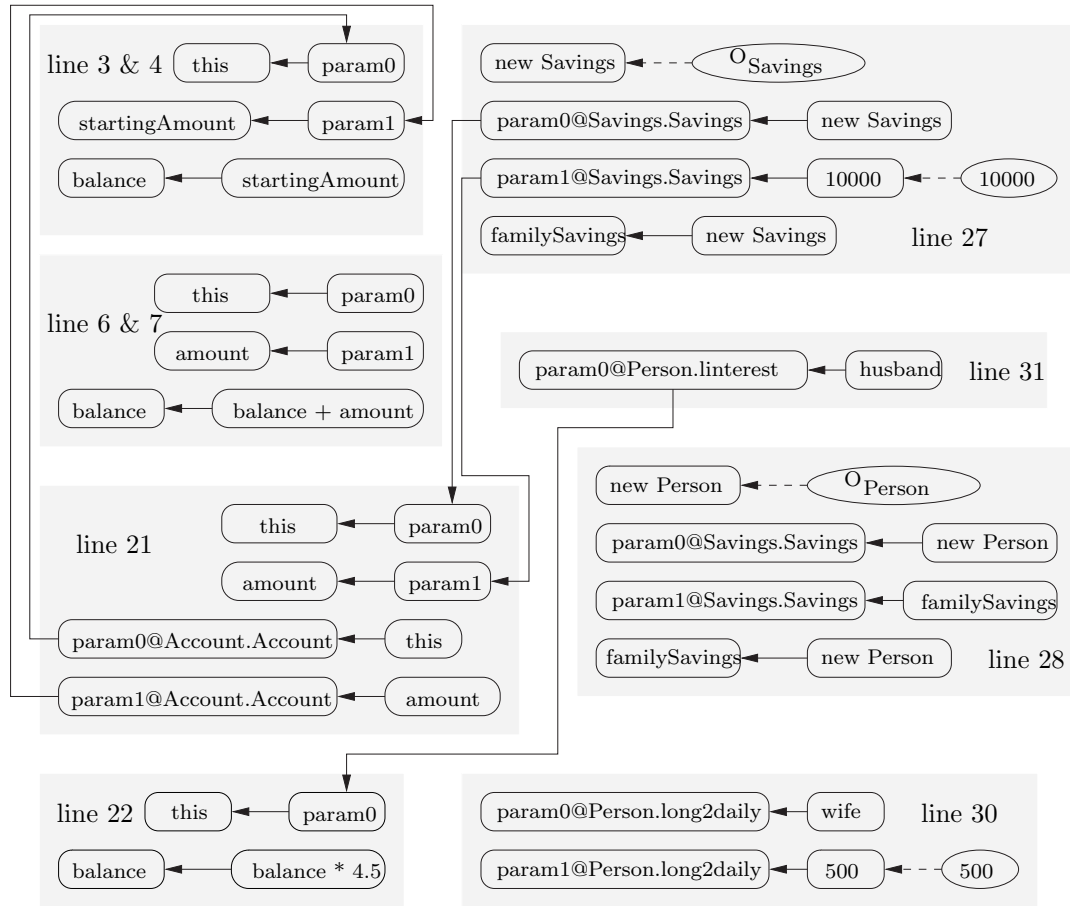 line 3 & 4
this
param0
startingAmount
param1
balance
startingAmount
new Savings
O Savings
param0@Savings.Savings
new Savings
param1@Savings.Savings
10000
10000
familySavings
new Savings
line 27
line 6 & 7
this
param0
amount
param1
balance
balance + amount
param0@Person.linterest
husband
line 31
line 21
this
param0
amount
param1
param0@Account.Account
this
param1@Account.Account
amount
new Person
O Person
param0@Savings.Savings
new Person
param1@Savings.Savings
familySavings
familySavings
new Person
line 28
line 22
this
param0
balance
balance * 4.5
param0@Person.long2daily
wife
line 30
param1@Person.long2daily
500
500